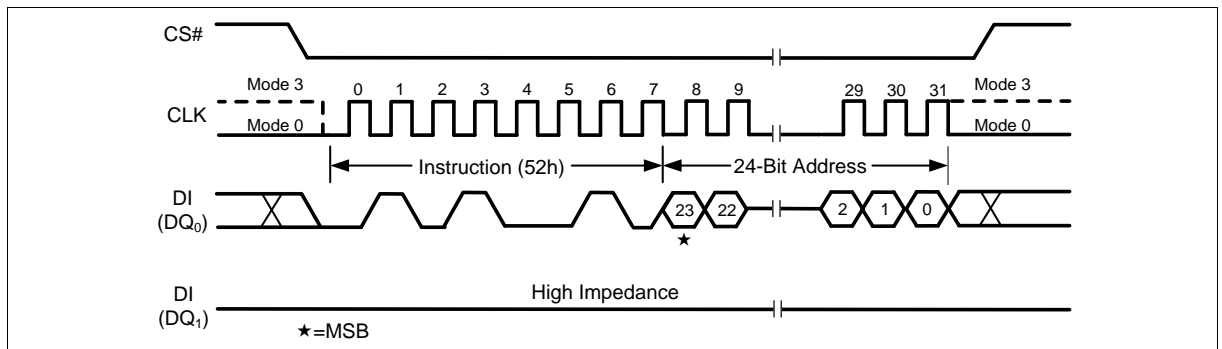 CS#
Mode 3 0 1 2 3 4 5 6 7 8 9 29 30 31 Mode 3
CLK
Mode 0 Mode 0
Instruction (52h) 24-Bit Address
DI
(DQ0)
23 22 2 1 0
★
DI
(DQ1)
High Impedance
★=MSB